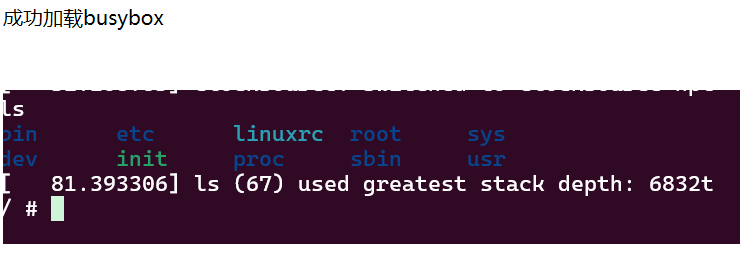 成功加载busybox
ls
bin etc linuxrc root sys
dev init proc sbin usr
[ 81.393306] ls (67) used greatest stack depth: 6832t
/ #